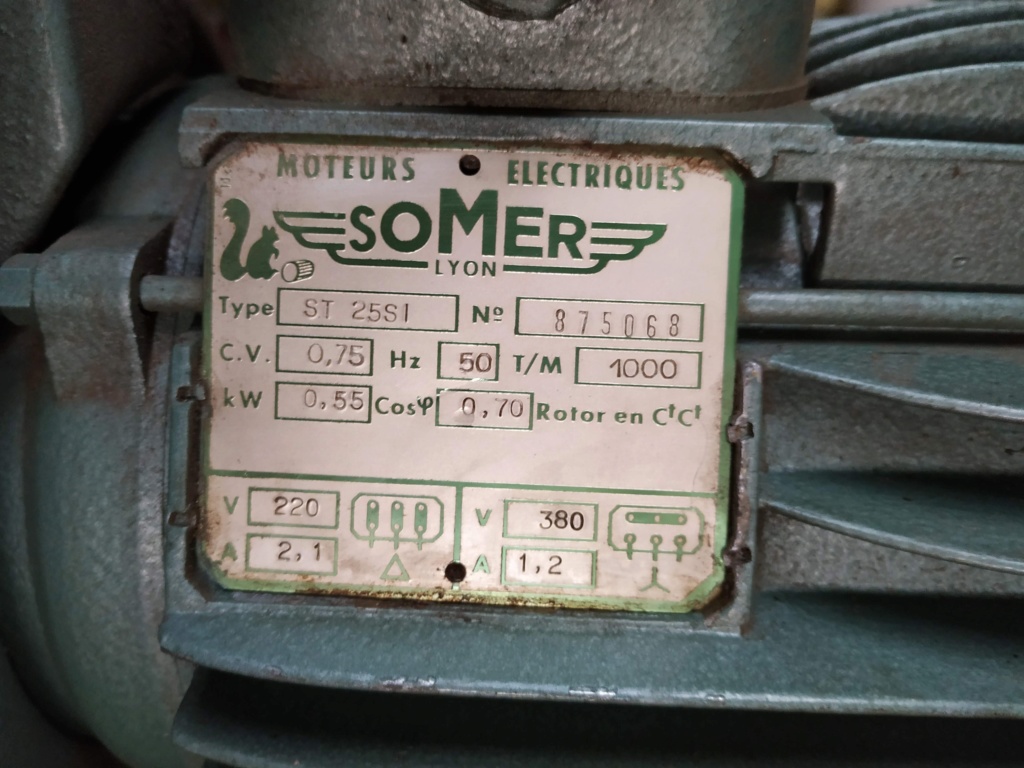 MOTEURS ELECTRIQUES
SOMER
LYON
Type ST 25S1 Nº 875068
C.V. 0,75 Hz 50 T/M 1000
kW 0,55 Cosφ 0,70 Rotor en CᵗCᵗ
V 220 V 380
A 2,1 A 1,2